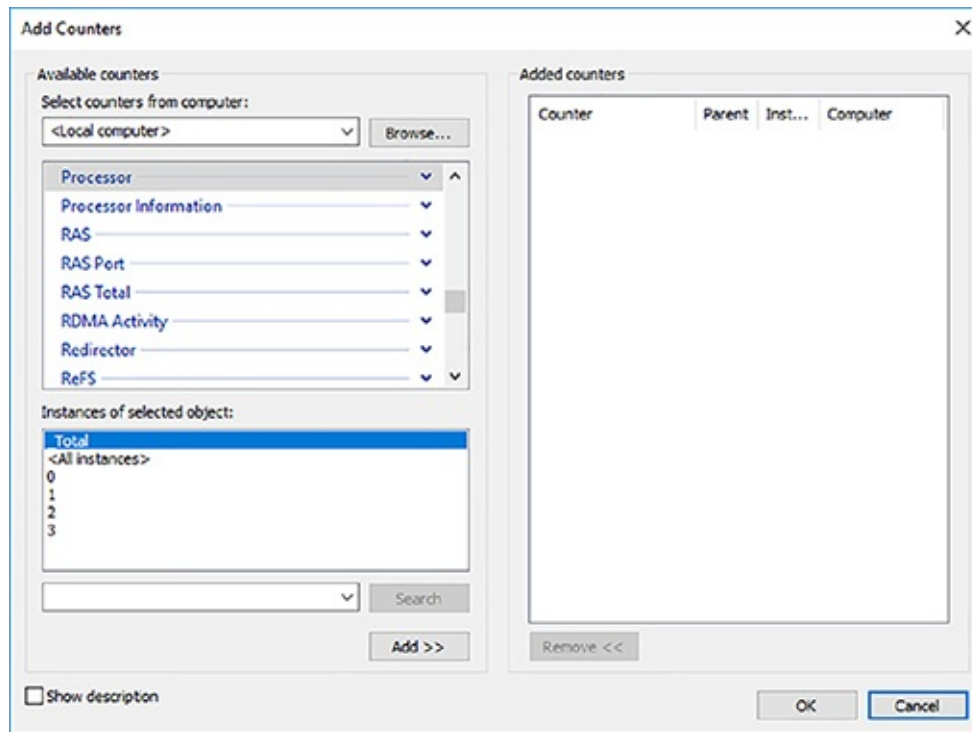 Add Counters
Available counters
Select counters from computer:
<Local computer>
Browse...
Processor
Processor Information
RAS
RAS Port
RAS Total
RDMA Activity
Redirector
ReFS
Instances of selected object:
_Total
<All instances>
0
1
2
3
Search
Add >>
Show description
Added counters
Counter Parent Inst... Computer
Remove <<
OK Cancel